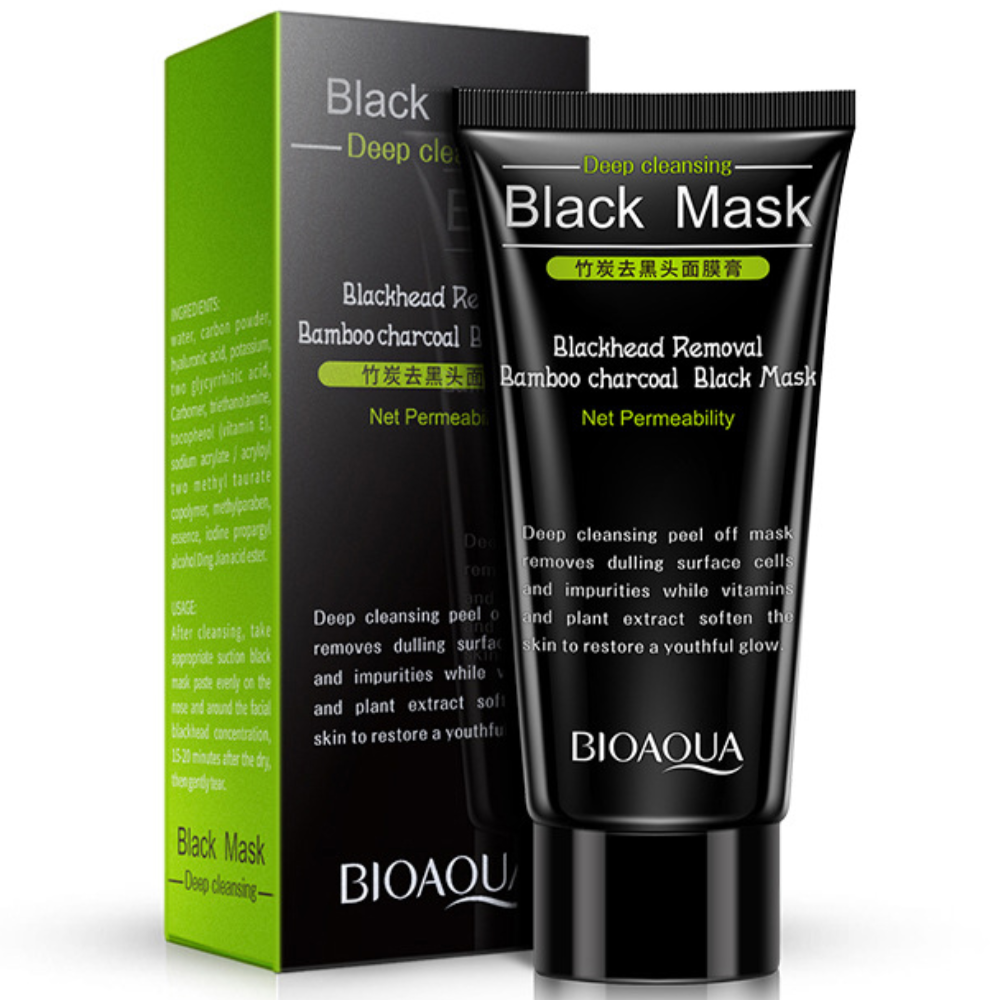 INGREDIENTS:
water, carbon powder,
hyaluronic acid, potassium,
two glycyrrhizic acid,
Carbomer, triethanolamine,
tocopherol (vitamin E),
sodium acrylate / acryloyl
two methyl taurate
copolymer, methylparaben,
essence, iodine propargyl
alcohol Ding Jian acid ester.
USAGE:
After cleansing, take
appropriate suction black
mask paste evenly on the
nose and around the facial
blackhead concentration,
15-20 minutes after the dry,
then gently tear.
Black Mask
Deep cleansing
Black
Deep clea
Blackhead Re
Bamboo charcoal B
竹炭去黑头面
Net Permeabi
Deep cleansing peel o
removes dulling surfac
and impurities while v
and plant extract soft
skin to restore a youthfu
BIOAQUA
Deep cleansing
Black Mask
竹炭去黑头面膜膏
Blackhead Removal
Bamboo charcoal Black Mask
Net Permeability
Deep cleansing peel off mask
removes dulling surface cells
and impurities while vitamins
and plant extract soften the
skin to restore a youthful glow.
BIOAQUA